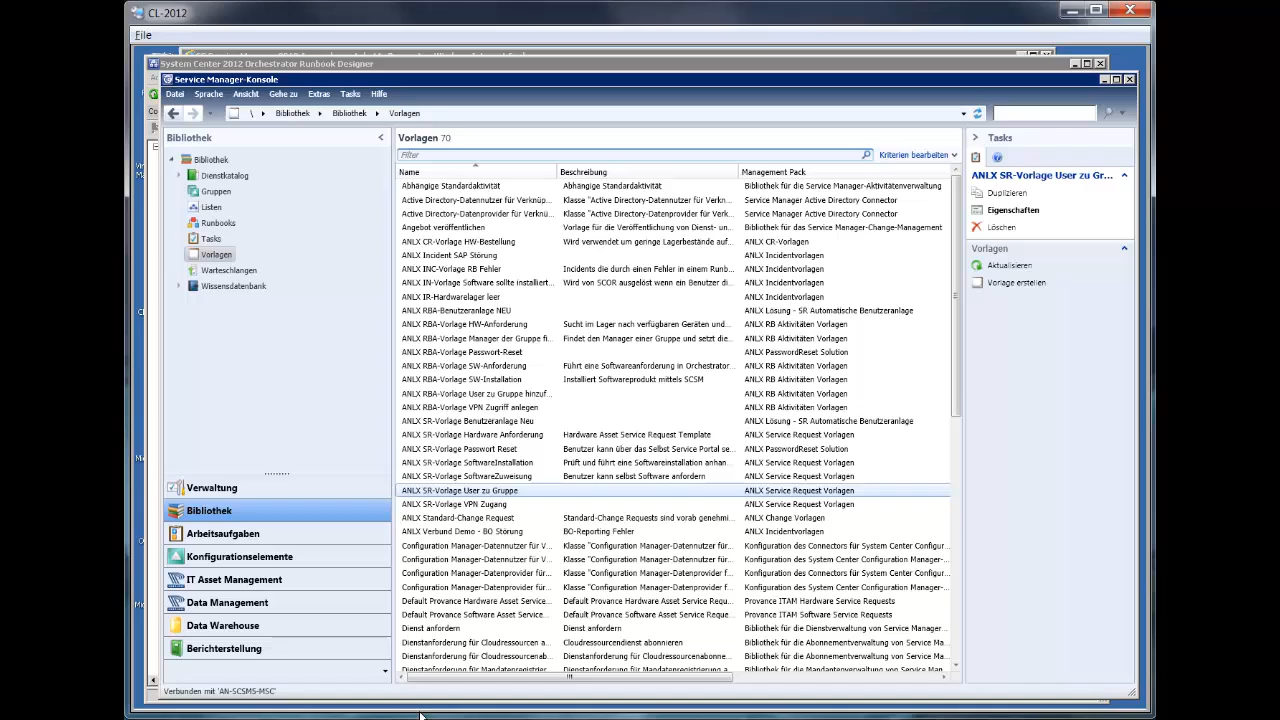 CL-2012
File
System Center 2012 Orchestrator Runbook Designer
Service Manager-Konsole
Datei Sprache Ansicht Gehe zu Extras Tasks Hilfe
\ Bibliothek Bibliothek Vorlagen
Bibliothek
Bibliothek
Dienstkatalog
Gruppen
Listen
Runbooks
Tasks
Vorlagen
Warteschlangen
Wissensdatenbank
Verwaltung
Bibliothek
Arbeitsaufgaben
Konfigurationselemente
IT Asset Management
Data Management
Data Warehouse
Berichterstellung
Verbunden mit 'AN-SCSMS-MSC'
Vorlagen 70
Filter Kriterien bearbeiten
Name Beschreibung Management Pack
Abhängige Standardaktivität Abhängige Standardaktivität Bibliothek für die Service Manager-Aktivitätenverwaltung
Active Directory-Datennutzer für Verknüp... Klasse "Active Directory-Datennutzer für Verkn... Service Manager Active Directory Connector
Active Directory-Datenprovider für Verknü... Klasse "Active Directory-Datenprovider für Ver... Service Manager Active Directory Connector
Angebot veröffentlichen Vorlage für die Veröffentlichung von Dienst- un... Bibliothek für das Service Manager-Change-Management
ANLX CR-Vorlage HW-Bestellung Wird verwendet um geringe Lagerbestände auf... ANLX CR-Vorlagen
ANLX Incident SAP Störung ANLX Incidentvorlagen
ANLX INC-Vorlage RB Fehler Incidents die durch einen Fehler in einem Runb... ANLX Incidentvorlagen
ANLX IN-Vorlage Software sollte installiert... Wird von SCOR ausgelöst wenn ein Benutzer di... ANLX Incidentvorlagen
ANLX IR-Hardwarelager leer ANLX Incidentvorlagen
ANLX RBA-Benutzanlage NEU ANLX Lösung - SR Automatische Benutzeranlage
ANLX RBA-Vorlage HW-Anforderung Sucht im Lager nach verfügbaren Geräten und... ANLX RB Aktivitäten Vorlagen
ANLX RBA-Vorlage Manager der Gruppe fi... Findet den Manager einer Gruppe und setzt die... ANLX RB Aktivitäten Vorlagen
ANLX RBA-Vorlage Passwort-Reset ANLX PasswordReset Solution
ANLX RBA-Vorlage SW-Anforderung Führt eine Softwareanforderung in Orchestrator... ANLX RB Aktivitäten Vorlagen
ANLX RBA-Vorlage SW-Installation Installiert Softwareprodukt mittels SCSM ANLX RB Aktivitäten Vorlagen
ANLX RBA-Vorlage User zu Gruppe hinzuf... ANLX RB Aktivitäten Vorlagen
ANLX RBA-Vorlage VPN Zugriff anlegen ANLX RB Aktivitäten Vorlagen
ANLX SR-Vorlage Benutzeranlage Neu ANLX Lösung - SR Automatische Benutzeranlage
ANLX SR-Vorlage Hardware Anforderung Hardware Asset Service Request Template ANLX Service Request Vorlagen
ANLX SR-Vorlage Passwort Reset Benutzer kann über das Selbst Service Portal se... ANLX PasswordReset Solution
ANLX SR-Vorlage SoftwareInstallation Prüft und führt eine Softwareinstallation anhan... ANLX Service Request Vorlagen
ANLX SR-Vorlage SoftwareZuweisung Benutzer kann selbst Software anfordern ANLX Service Request Vorlagen
ANLX SR-Vorlage User zu Gruppe ANLX Service Request Vorlagen
ANLX SR-Vorlage VPN Zugang ANLX Service Request Vorlagen
ANLX Standard-Change Request Standard-Change Requests sind vorab genehmi... ANLX Change Vorlagen
ANLX Verbund Demo - BO Störung BO-Reporting Fehler ANLX Incidentvorlagen
Configuration Manager-Datennutzer für V... Klasse "Configuration Manager-Datennutzer für... Konfiguration des Connectors für System Center Configur...
Configuration Manager-Datennutzer für V... Klasse "Configuration Manager-Datennutzer für... Konfiguration des System Center Configuration Manager...
Configuration Manager-Datenprovider für... Klasse "Configuration Manager-Datenprovider f... Konfiguration des Connectors für System Center Configur...
Configuration Manager-Datenprovider für... Klasse "Configuration Manager-Datenprovider f... Konfiguration des System Center Configuration Manager...
Default Provance Hardware Asset Service... Default Provance Hardware Asset Service Requ... Provance ITAM Hardware Service Requests
Default Provance Software Asset Service... Default Provance Software Asset Service Requ... Provance ITAM Software Service Requests
Dienst anfordern Dienst anfordern Bibliothek für die Dienstverwaltung von Service Manager...
Dienstanforderung für Cloudressourcen a... Cloudressourcendienst abonnieren Bibliothek für die Abonnementverwaltung von Service Ma...
Dienstanforderung für Cloudressourcenab... Dienstanforderung für Cloudressourcenabonne... Bibliothek für die Abonnementverwaltung von Service Ma...
Dienstanforderung für Mandatenregistrier... Dienstanforderung für Mandantenregistrierung a... Bibliothek für die Mandantenverwaltung von Service Man...
Tasks
ANLX SR-Vorlage User zu Gr...
Duplizieren
Eigenschaften
Löschen
Vorlagen
Aktualisieren
Vorlage erstellen